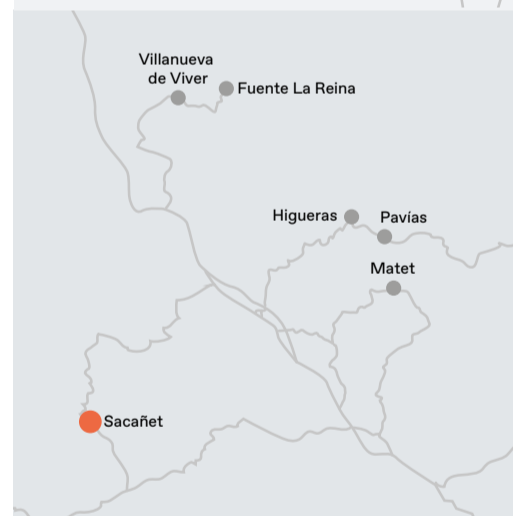 Villanueva
de Viver
Fuente La Reina
Higueras
Pavías
Matet
Sacañet